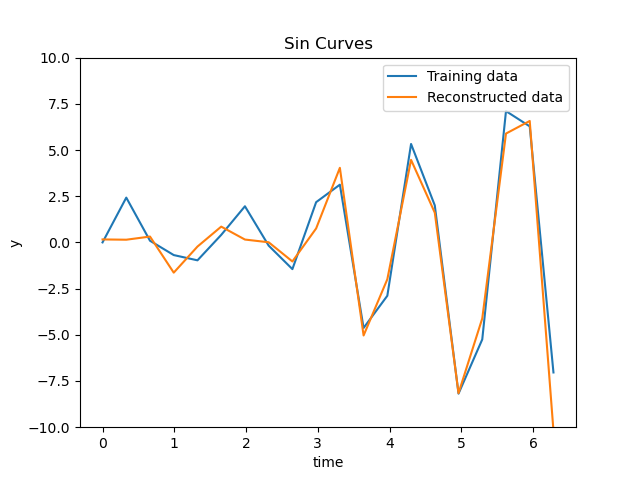 Sin Curves
Training data
Reconstructed data
10.0
7.5
5.0
2.5
0.0
−2.5
−5.0
−7.5
−10.0
y
0 1 2 3 4 5 6
time